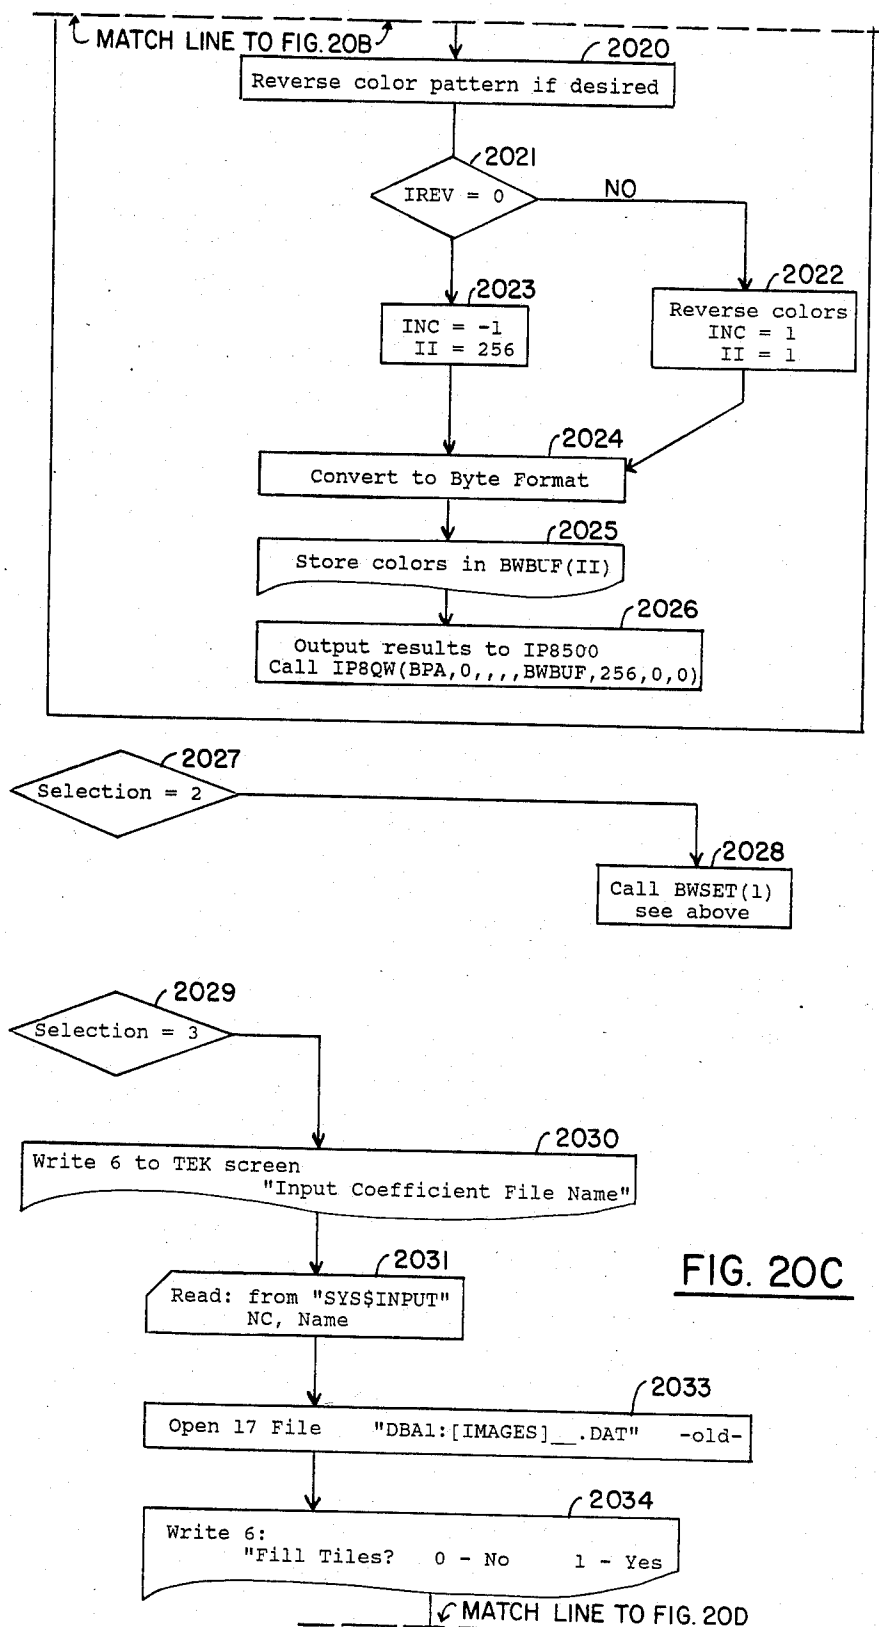 MATCH LINE TO FIG. 20B
2020
Reverse color pattern if desired
2021
IREV = 0
NO
2022
Reverse colors
INC = 1
II = 1
2023
INC = -1
II = 256
2024
Convert to Byte Format
2025
Store colors in BWBUF(II)
2026
Output results to IP8500
Call IP8QW(BPA,0,,,,BWBUF,256,0,0)
2027
Selection = 2
2028
Call BWSET(1)
see above
2029
Selection = 3
2030
Write 6 to TEK screen
"Input Coefficient File Name"
2031
Read: from "SYS$INPUT"
NC, Name
FIG. 20C
2033
Open 17 File "DBA1:[IMAGES]__.DAT" -old-
2034
Write 6:
"Fill Tiles? 0 - No 1 - Yes
MATCH LINE TO FIG. 20D